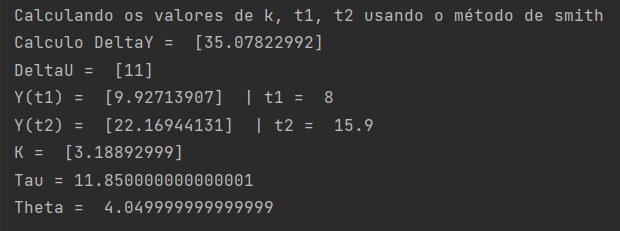 Calculando os valores de k, t1, t2 usando o método de smith
Calculo DeltaY =  [35.07822992]
DeltaU =  [11]
Y(t1) =  [9.92713907]  | t1 =  8
Y(t2) =  [22.16944131]  | t2 =  15.9
K =  [3.18892999]
Tau = 11.850000000000001
Theta =  4.049999999999999